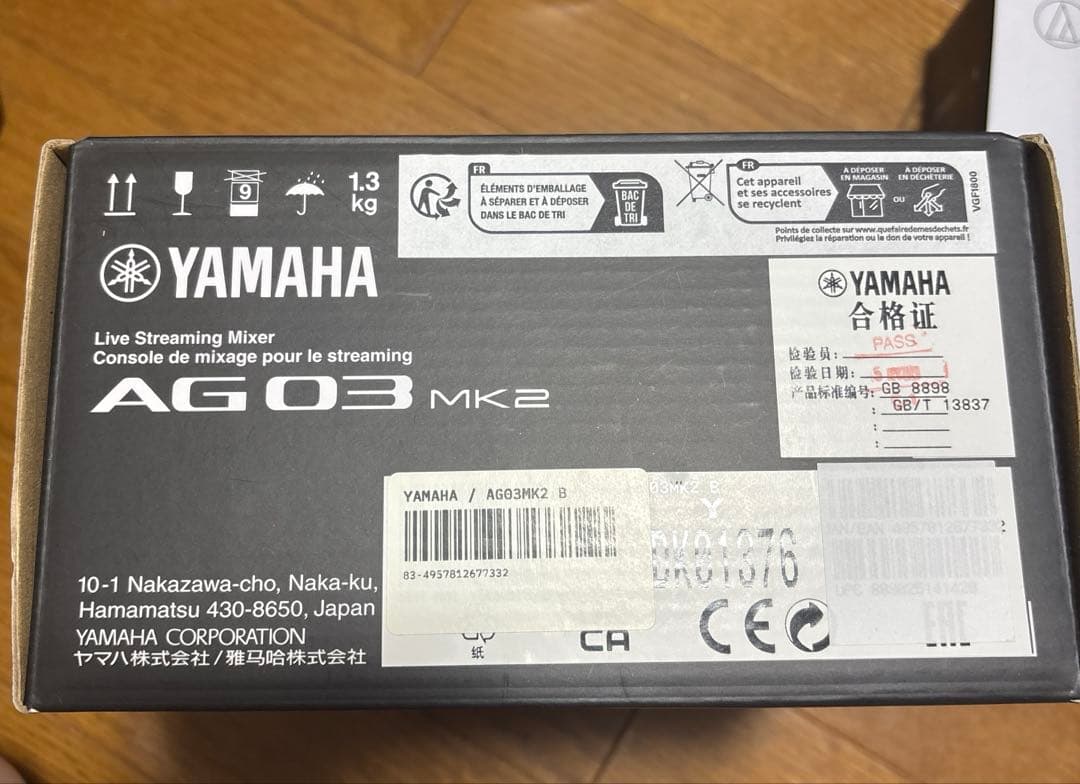 9
1.3
kg
FR
ÉLÉMENTS D'EMBALLAGE
À SÉPARER ET À DÉPOSER
DANS LE BAC DE TRI
BAC
DE
TRI
FR
Cet appareil
et ses accessoires
se recyclent
À DÉPOSER
EN MAGASIN
OU
À DÉPOSER
EN DÉCHÈTERIE
Points de collecte sur www.quefairedemesdechets.fr
Privilégiez la réparation ou le don de votre appareil !
VGF1800
YAMAHA
Live Streaming Mixer
Console de mixage pour le streaming
AG03 MK2
YAMAHA
合格证
检验员: PASS
检验日期:
产品标准编号: GB 8898
: GB/T 13837
:
:
YAMAHA / AG03MK2 B
83-4957812677332
03MK2 B
Y
DK01376
CE
CA
纸
EAC
10-1 Nakazawa-cho, Naka-ku,
Hamamatsu 430-8650, Japan
YAMAHA CORPORATION
ヤマハ株式会社/雅马哈株式会社